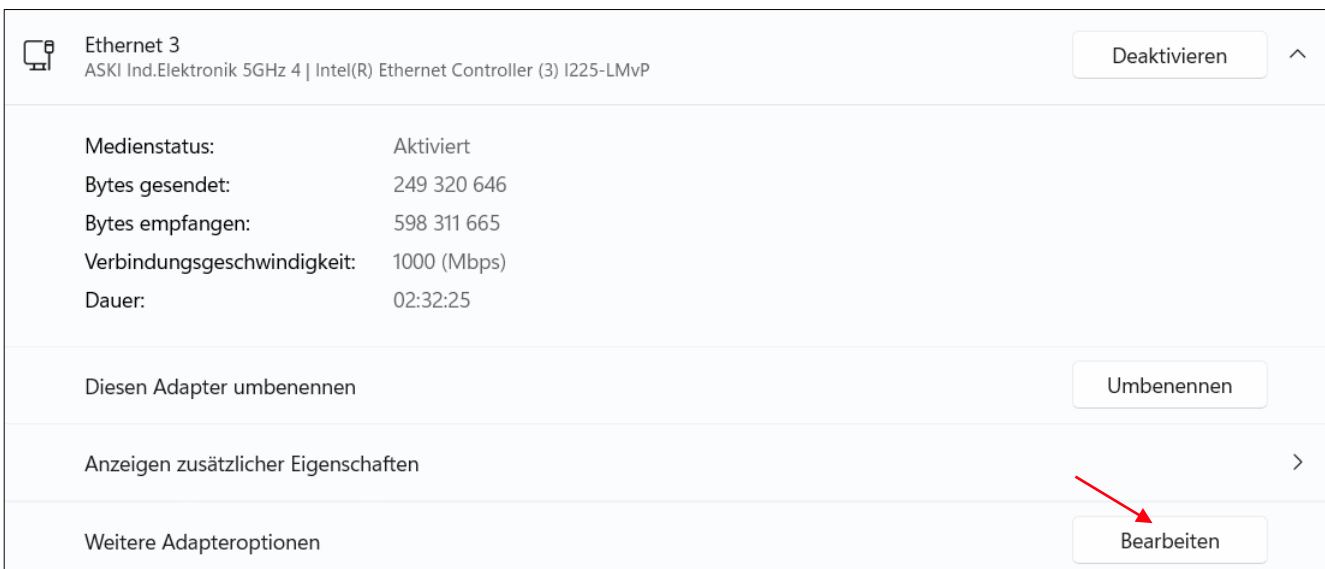 Ethernet 3
Deaktivieren
ASKI Ind.Elektronik 5GHz 4 | Intel(R) Ethernet Controller (3) I225-LMvP
Medienstatus: Aktiviert
Bytes gesendet: 249 320 646
Bytes empfangen: 598 311 665
Verbindungsgeschwindigkeit: 1000 (Mbps)
Dauer: 02:32:25
Diesen Adapter umbenennen Umbenennen
Anzeigen zusätzlicher Eigenschaften
Weitere Adapteroptionen Bearbeiten